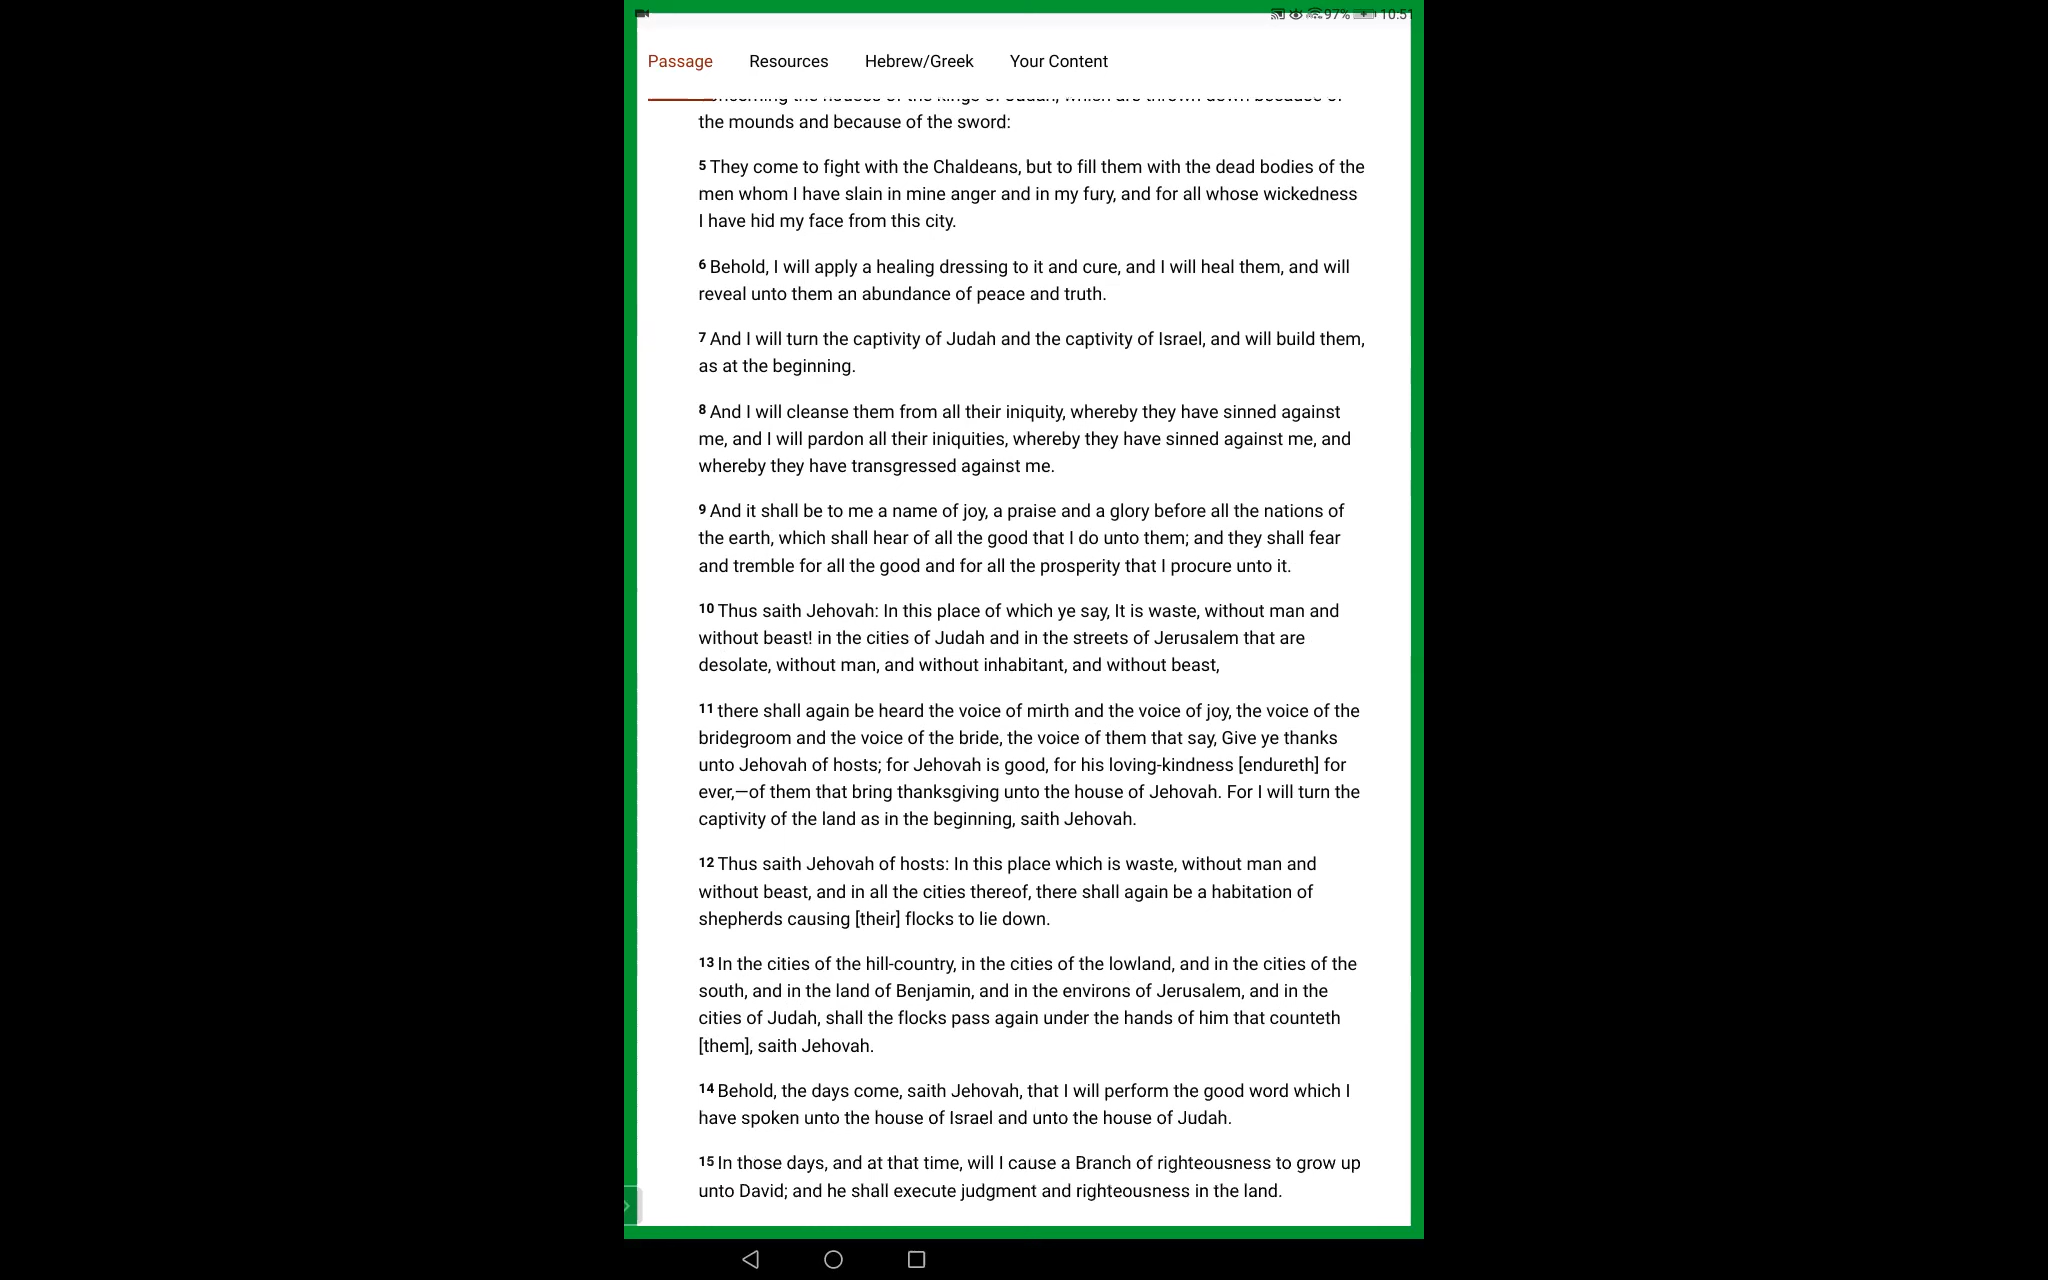 97% 10:51
Passage Resources Hebrew/Greek Your Content
concerning the houses of the kings of Judah, which are thrown down because of
the mounds and because of the sword:
5 They come to fight with the Chaldeans, but to fill them with the dead bodies of the
men whom I have slain in mine anger and in my fury, and for all whose wickedness
I have hid my face from this city.
6 Behold, I will apply a healing dressing to it and cure, and I will heal them, and will
reveal unto them an abundance of peace and truth.
7 And I will turn the captivity of Judah and the captivity of Israel, and will build them,
as at the beginning.
8 And I will cleanse them from all their iniquity, whereby they have sinned against
me, and I will pardon all their iniquities, whereby they have sinned against me, and
whereby they have transgressed against me.
9 And it shall be to me a name of joy, a praise and a glory before all the nations of
the earth, which shall hear of all the good that I do unto them; and they shall fear
and tremble for all the good and for all the prosperity that I procure unto it.
10 Thus saith Jehovah: In this place of which ye say, It is waste, without man and
without beast! in the cities of Judah and in the streets of Jerusalem that are
desolate, without man, and without inhabitant, and without beast,
11 there shall again be heard the voice of mirth and the voice of joy, the voice of the
bridegroom and the voice of the bride, the voice of them that say, Give ye thanks
unto Jehovah of hosts; for Jehovah is good, for his loving-kindness [endureth] for
ever,—of them that bring thanksgiving unto the house of Jehovah. For I will turn the
captivity of the land as in the beginning, saith Jehovah.
12 Thus saith Jehovah of hosts: In this place which is waste, without man and
without beast, and in all the cities thereof, there shall again be a habitation of
shepherds causing [their] flocks to lie down.
13 In the cities of the hill-country, in the cities of the lowland, and in the cities of the
south, and in the land of Benjamin, and in the environs of Jerusalem, and in the
cities of Judah, shall the flocks pass again under the hands of him that counteth
[them], saith Jehovah.
14 Behold, the days come, saith Jehovah, that I will perform the good word which I
have spoken unto the house of Israel and unto the house of Judah.
15 In those days, and at that time, will I cause a Branch of righteousness to grow up
unto David; and he shall execute judgment and righteousness in the land.